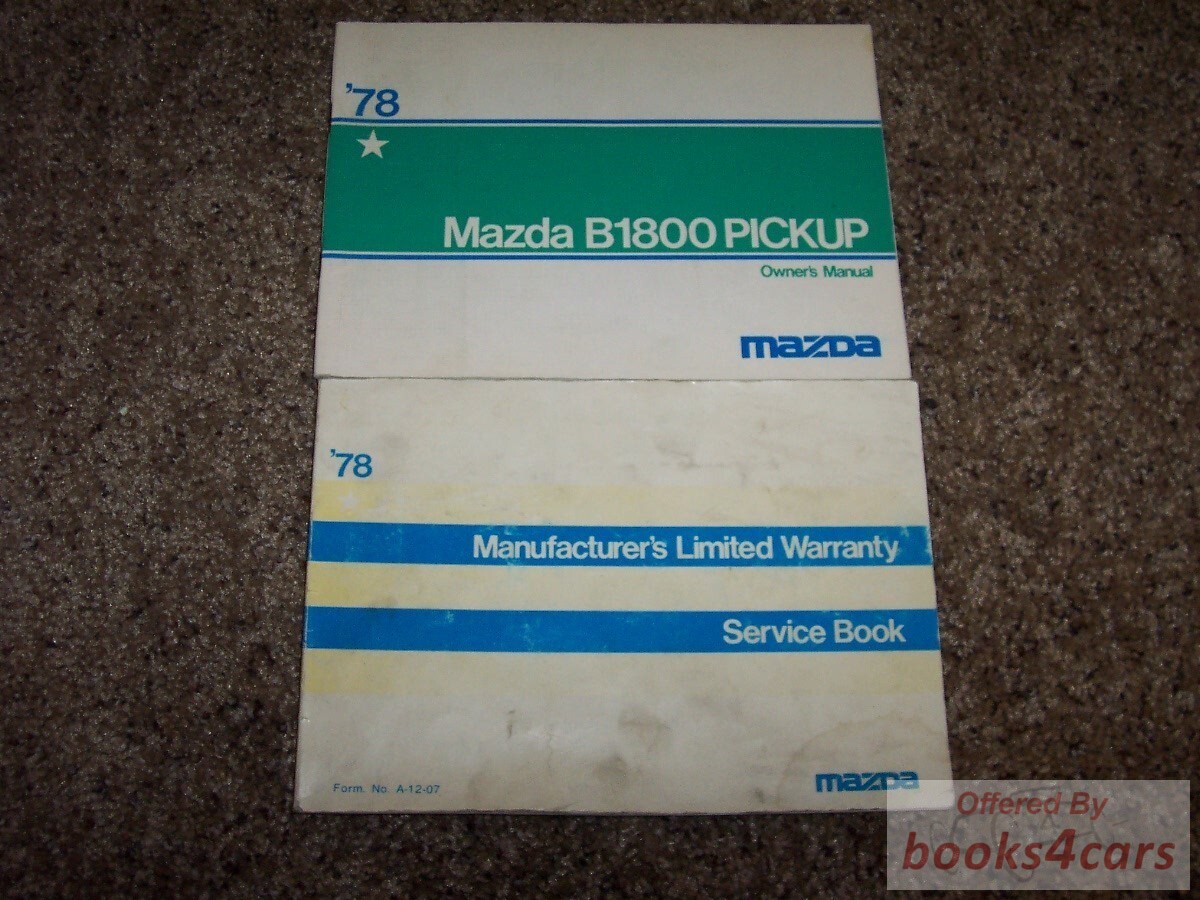 '78
Mazda B1800 PICKUP
Owner's Manual
mazda
'78
Manufacturer's Limited Warranty
Service Book
Form. No. A-12-07
mazda
Offered By
books4cars